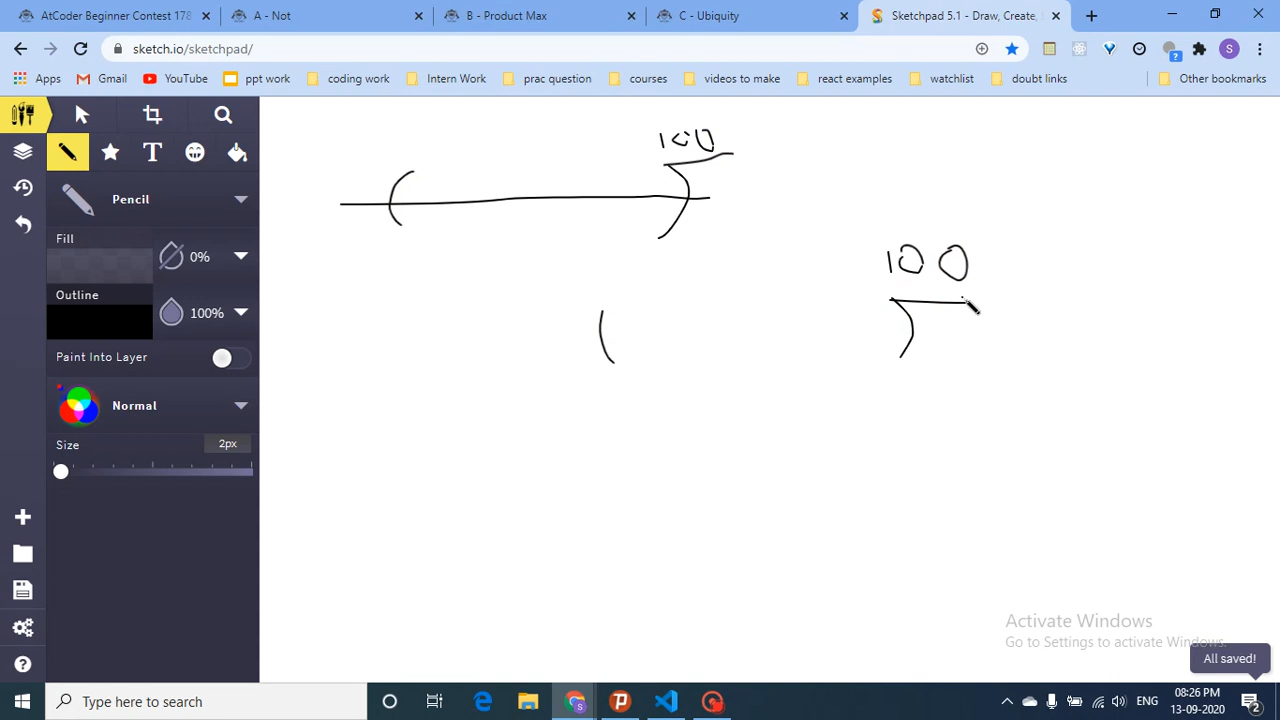 AtCoder Beginner Contest 178
A - Not
B - Product Max
C - Ubiquity
Sketchpad 5.1 - Draw, Create,
sketch.io/sketchpad/
S
Apps
Gmail
YouTube
ppt work
coding work
Intern Work
prac question
courses
videos to make
react examples
watchlist
doubt links
Other bookmarks
Pencil
Fill
0%
Outline
100%
Paint Into Layer
Normal
Size
2px
100
100
Activate Windows
Go to Settings to activate Windows.
All saved!
Type here to search
ENG
08:26 PM
13-09-2020
2